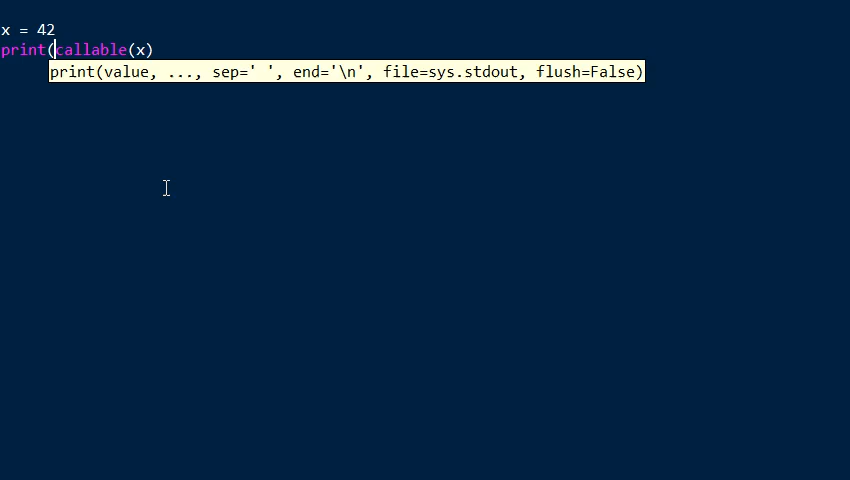 x = 42
print(callable(x)
print(value, ..., sep=' ', end='\n', file=sys.stdout, flush=False)